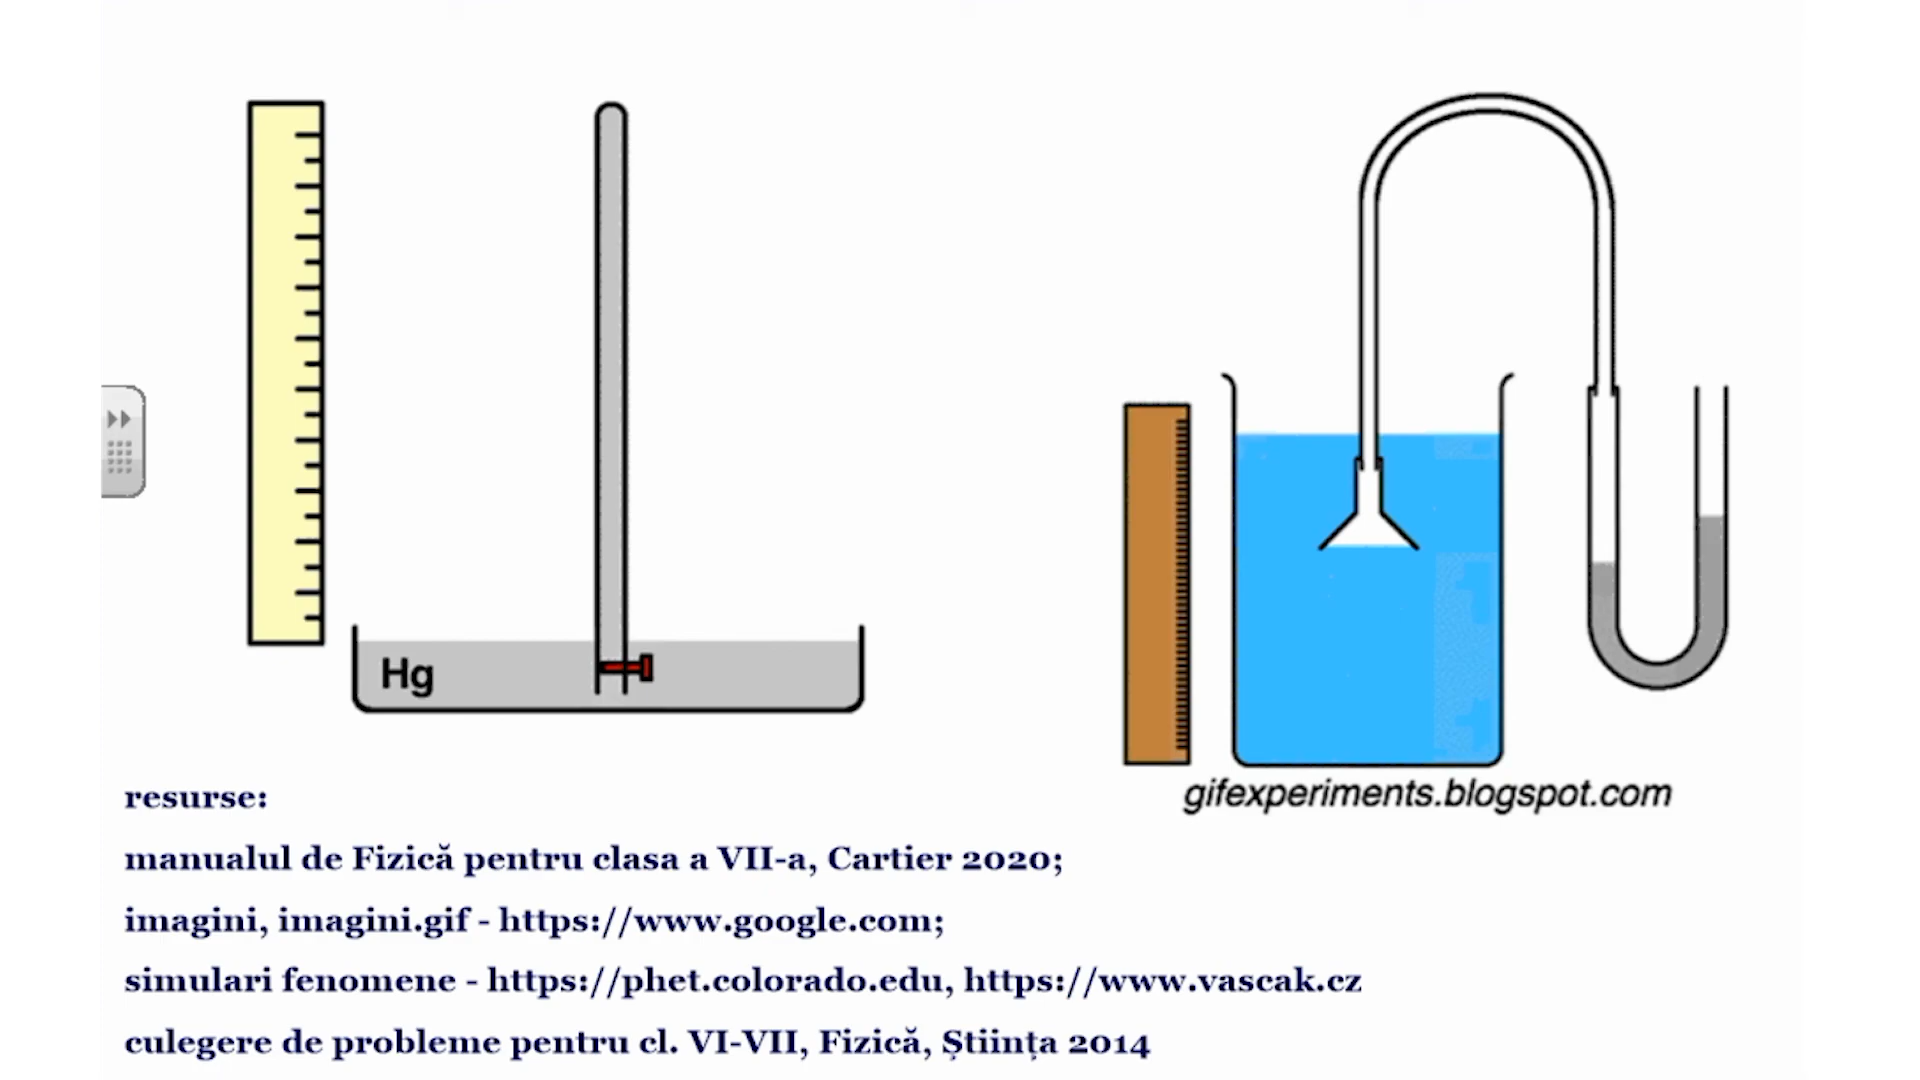 Hg
gifexperiments.blogspot.com
resurse:
manualul de Fizică pentru clasa a VII-a, Cartier 2020;
imagini, imagini.gif - https://www.google.com;
simulari fenomene - https://phet.colorado.edu, https://www.vascak.cz
culegere de probleme pentru cl. VI-VII, Fizică, Știința 2014